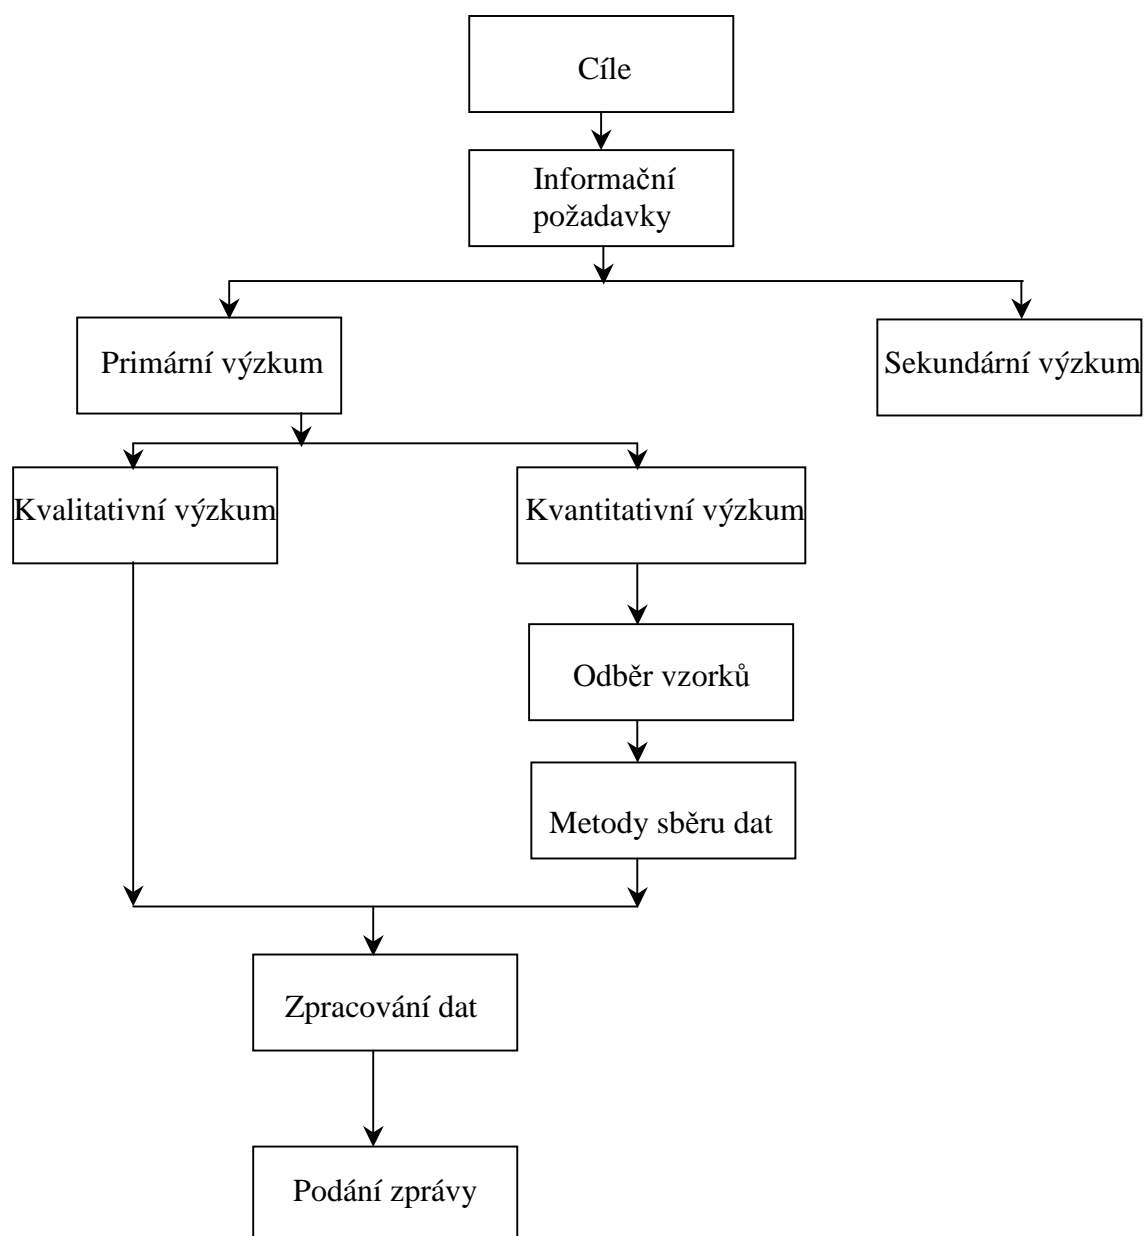 Cíle
Informační
požadavky
Primární výzkum
Sekundární výzkum
Kvalitativní výzkum
Kvantitativní výzkum
Odběr vzorků
Metody sběru dat
Zpracování dat
Podání zprávy